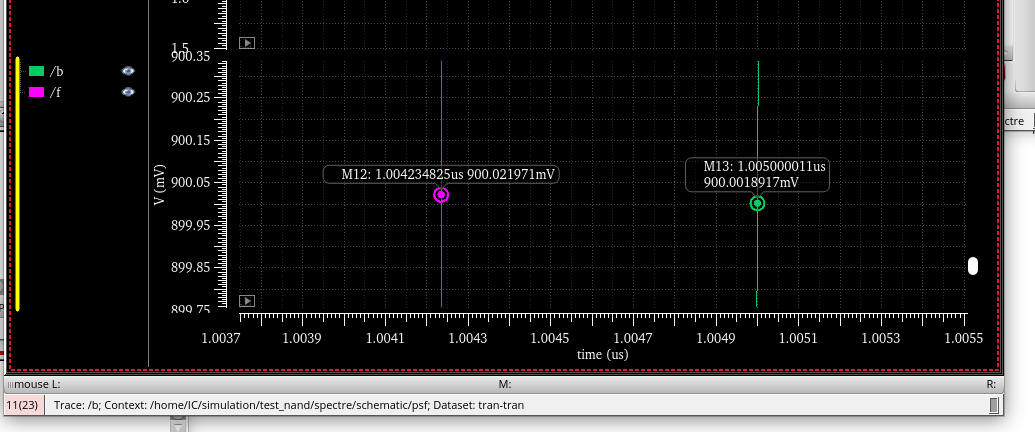 1.5
900.35
/b
/f
900.25
900.15
M12: 1.004234825us 900.021971mV
M13: 1.005000011us
900.0018917mV
900.05
V (mV)
899.95
899.85
899.75
1.0037
1.0039
1.0041
1.0043
1.0045
1.0047
1.0049
1.0051
1.0053
1.0055
time (us)
mouse L:
M:
R:
11(23)
Trace: /b; Context: /home/IC/simulation/test_nand/spectre/schematic/psf; Dataset: tran-tran
ctre